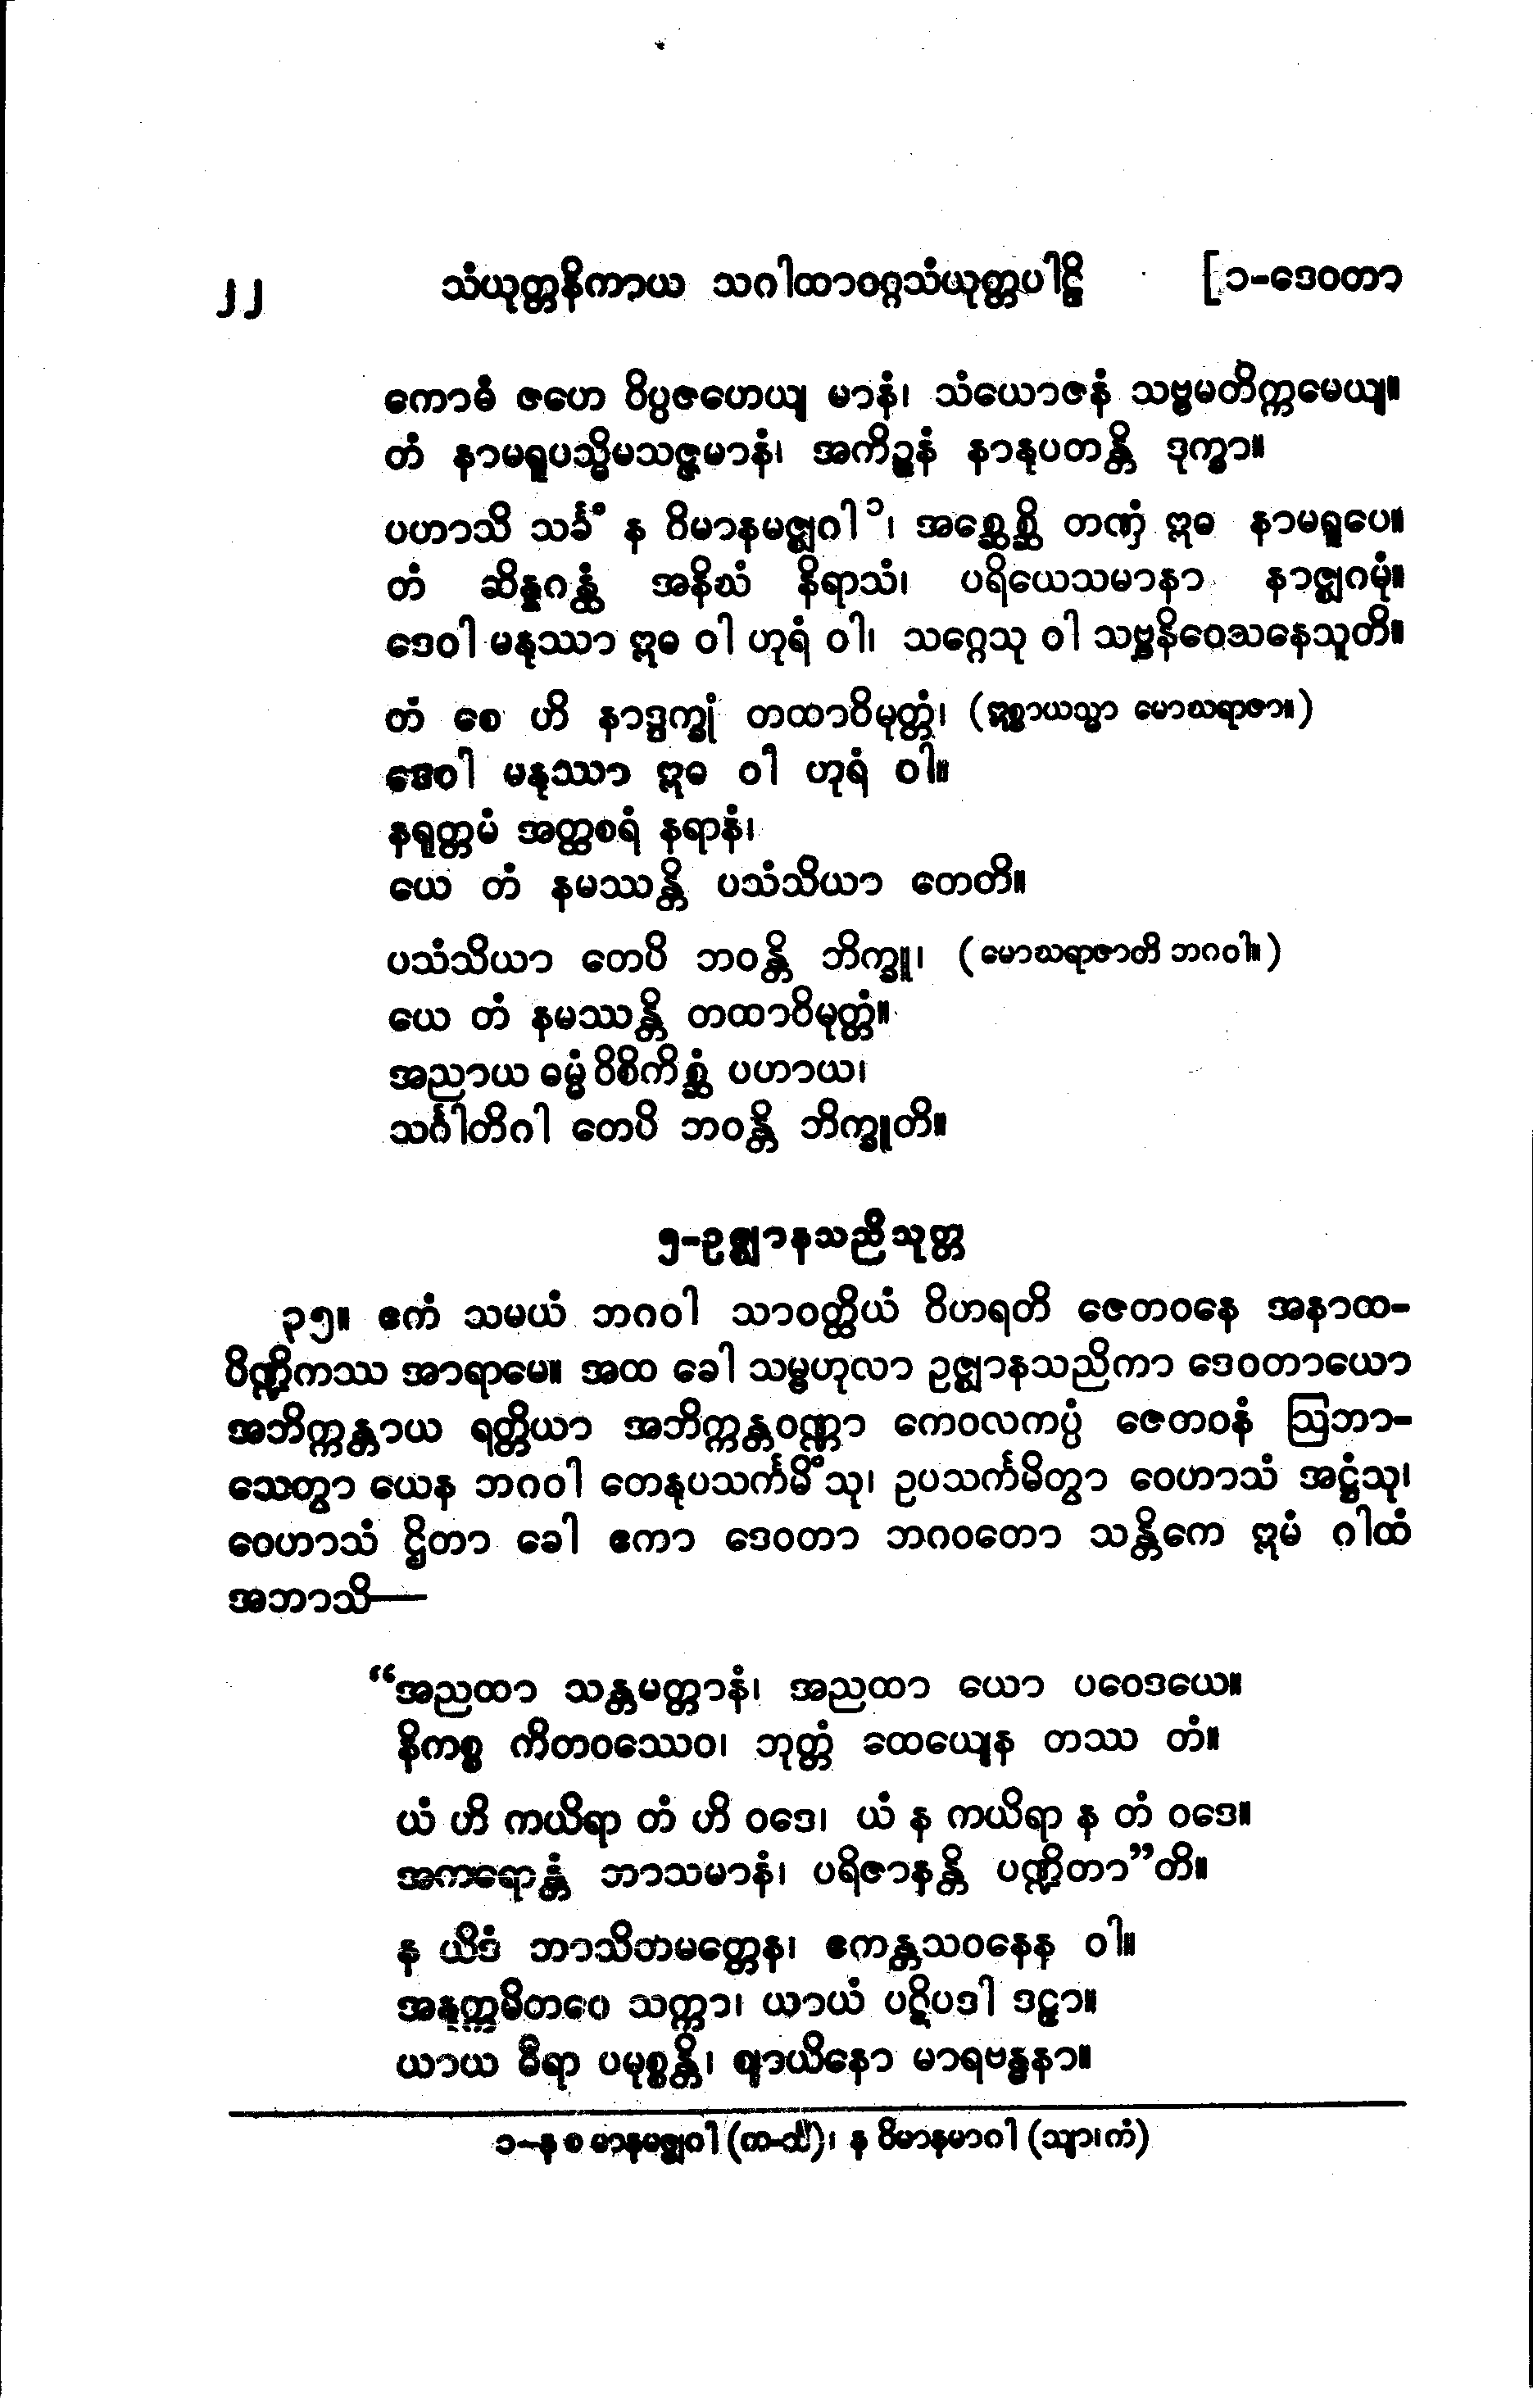 ၂၂ သံယုတ္တနိကာယ သဂါထာဝဂ္ဂသံယုတ္တပါဠိ [၁-ဒေဝတာ
ကောဓံ ဇဟေ ဝိပ္ပဇဟေယျ မာနံ၊ သံယောဇနံ သဗ္ဗမတိက္ကမေယျ။
တံ နာမရူပသ္မိမသဇ္ဇမာနံ၊ အကိဉ္စနံ နာနုပတန္တိ ဒုက္ခာ။
ပဟာသိ သင်္ခံ န ဝိမာနမဇ္ဈဂါ၁၊ အစ္ဆေစ္ဆိ တဏှံ ဣဓ နာမရူပေ။
တံ ဆိန္နဂန္ထံ အနိဃံ နိရာသံ၊ ပရိယေသမာနာ နာဇ္ဈဂမုံ။
ဒေဝါ မနုဿာ ဣဓ ဝါ ဟုရံ ဝါ၊ သဂ္ဂေသု ဝါ သဗ္ဗနိဝေသနေသူတိ။
တံ စေ ဟိ နာဒ္ဒက္ခုံ တထာဝိမုတ္တံ၊ (ဣစ္စာယသ္မာ မောဃရာဇာ။)
ဒေဝါ မနုဿာ ဣဓ ဝါ ဟုရံ ဝါ။
နရုတ္တမံ အတ္ထစရံ နရာနံ၊
ယေ တံ နမဿန္တိ ပသံသိယာ တေတိ။
ပသံသိယာ တေပိ ဘဝန္တိ ဘိက္ခူ၊ (မောဃရာဇာတိ ဘဂဝါ။)
ယေ တံ နမဿန္တိ တထာဝိမုတ္တံ။
အညာယ ဓမ္မံ ဝိစိကိစ္ဆံ ပဟာယ၊
သင်္ဂါတိဂါ တေပိ ဘဝန္တိ ဘိက္ခူတိ။
၅-ဥဇ္ဈာနသညိသုတ္တ
၃၅။ ဧကံ သမယံ ဘဂဝါ သာဝတ္ထိယံ ဝိဟရတိ ဇေတဝနေ အနာထ-
ပိဏ္ဍိကဿ အာရာမေ။ အထ ခေါ သမ္ဗဟုလာ ဥဇ္ဈာနသညိကာ ဒေဝတာယော
အဘိက္ကန္တာယ ရတ္တိယာ အဘိက္ကန္တဝဏ္ဏာ ကေဝလကပ္ပံ ဇေတဝနံ ဩဘာ-
သေတွာ ယေန ဘဂဝါ တေနုပသင်္ကမိံသု၊ ဥပသင်္ကမိတွာ ဝေဟာသံ အဋ္ဌံသု၊
ဝေဟာသံ ဌိတာ ခေါ ဧကာ ဒေဝတာ ဘဂဝတော သန္တိကေ ဣမံ ဂါထံ
အဘာသိ—
“အညထာ သန္တမတ္တာနံ၊ အညထာ ယော ပဝေဒယေ။
နိကစ္စ ကိတဝဿေဝ၊ ဘုတ္တံ ထေယျေန တဿ တံ။
ယံ ဟိ ကယိရာ တံ ဟိ ဝဒေ၊ ယံ န ကယိရာ န တံ ဝဒေ။
အကရောန္တံ ဘာသမာနံ၊ ပရိဇာနန္တိ ပဏ္ဍိတာ”တိ။
န ယိဒံ ဘာသိတမတ္တေန၊ ဧကန္တသဝနေန ဝါ။
အနုက္ကမိတဝေ သက္ကာ၊ ယာယံ ပဋိပဒါ ဒဠှာ။
ယာယ ဓီရာ ပမုစ္စန္တိ၊ ဈာယိနော မာရဗန္ဓနာ။
၁-န စ မာနမဇ္ဈဂါ (က-သီ)၊ န ဝိမာနမာဂါ (သျာ၊ကံ)